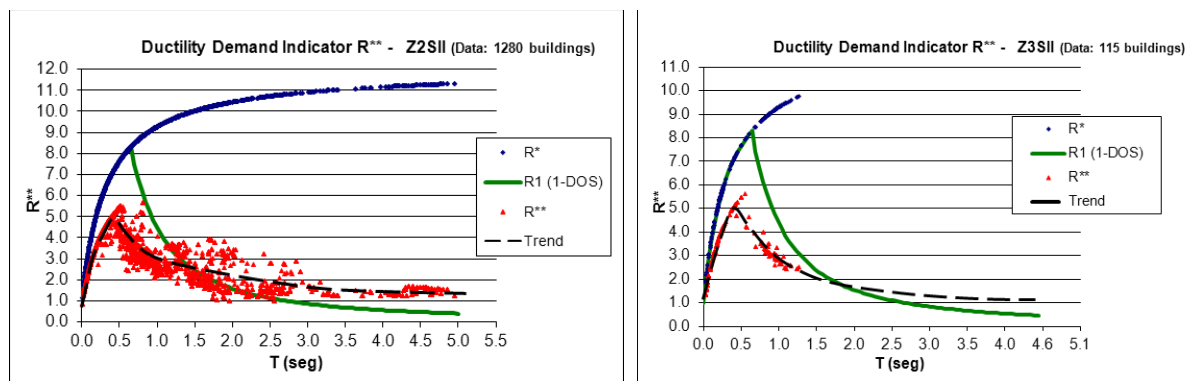 Ductility Demand Indicator R** - Z2SII (Data: 1280 buildings)
12.0
11.0
10.0
9.0
8.0
7.0
6.0
5.0
4.0
3.0
2.0
1.0
0.0
R**
R*
R1 (1-DOS)
R**
Trend
0.0 0.5 1.0 1.5 2.0 2.5 3.0 3.5 4.0 4.5 5.0 5.5
T (seg)
Ductility Demand Indicator R** - Z3SII (Data: 115 buildings)
11.0
10.0
9.0
8.0
7.0
6.0
5.0
4.0
3.0
2.0
1.0
0.0
R**
R*
R1 (1-DOS)
R**
Trend
0.0 0.5 1.0 1.5 2.0 2.5 3.0 3.5 4.0 4.6 5.1
T (seg)